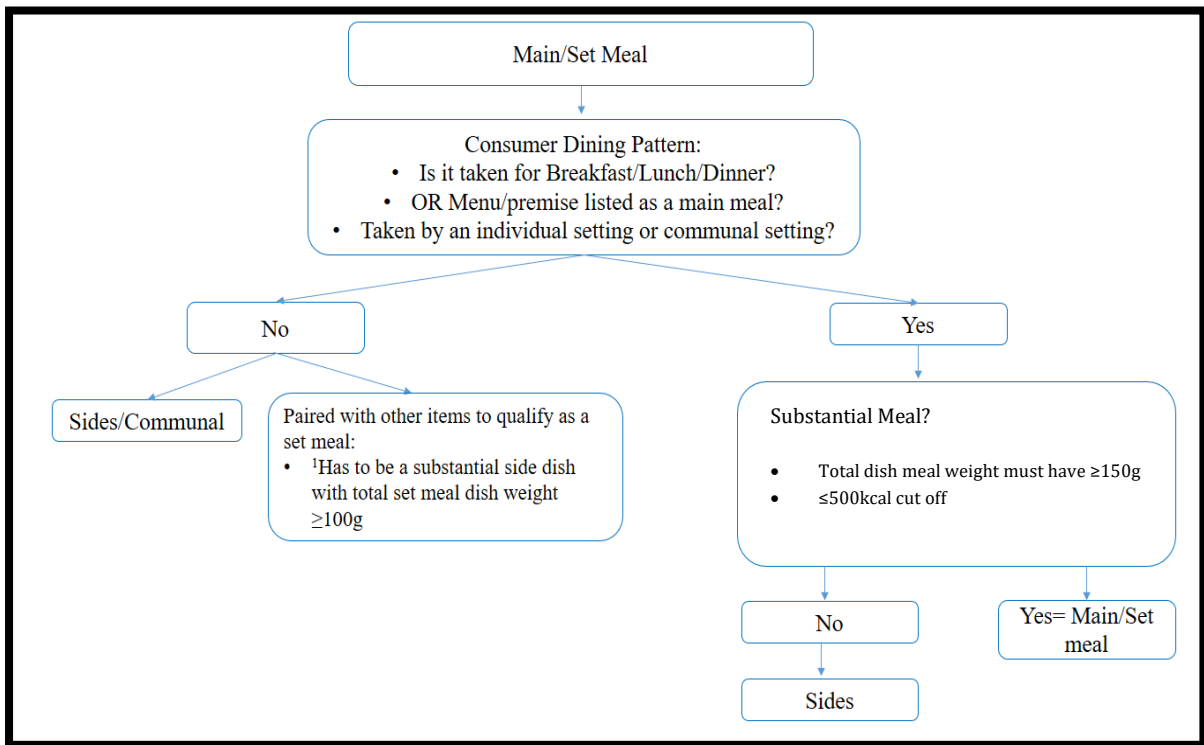 Main/Set Meal
Consumer Dining Pattern:
• Is it taken for Breakfast/Lunch/Dinner?
• OR Menu/premise listed as a main meal?
• Taken by an individual setting or communal setting?
No
Yes
Sides/Communal
Paired with other items to qualify as a
set meal:
• ¹Has to be a substantial side dish
with total set meal dish weight
≥100g
Substantial Meal?
• Total dish meal weight must have ≥150g
• ≤500kcal cut off
No
Yes= Main/Set
meal
Sides